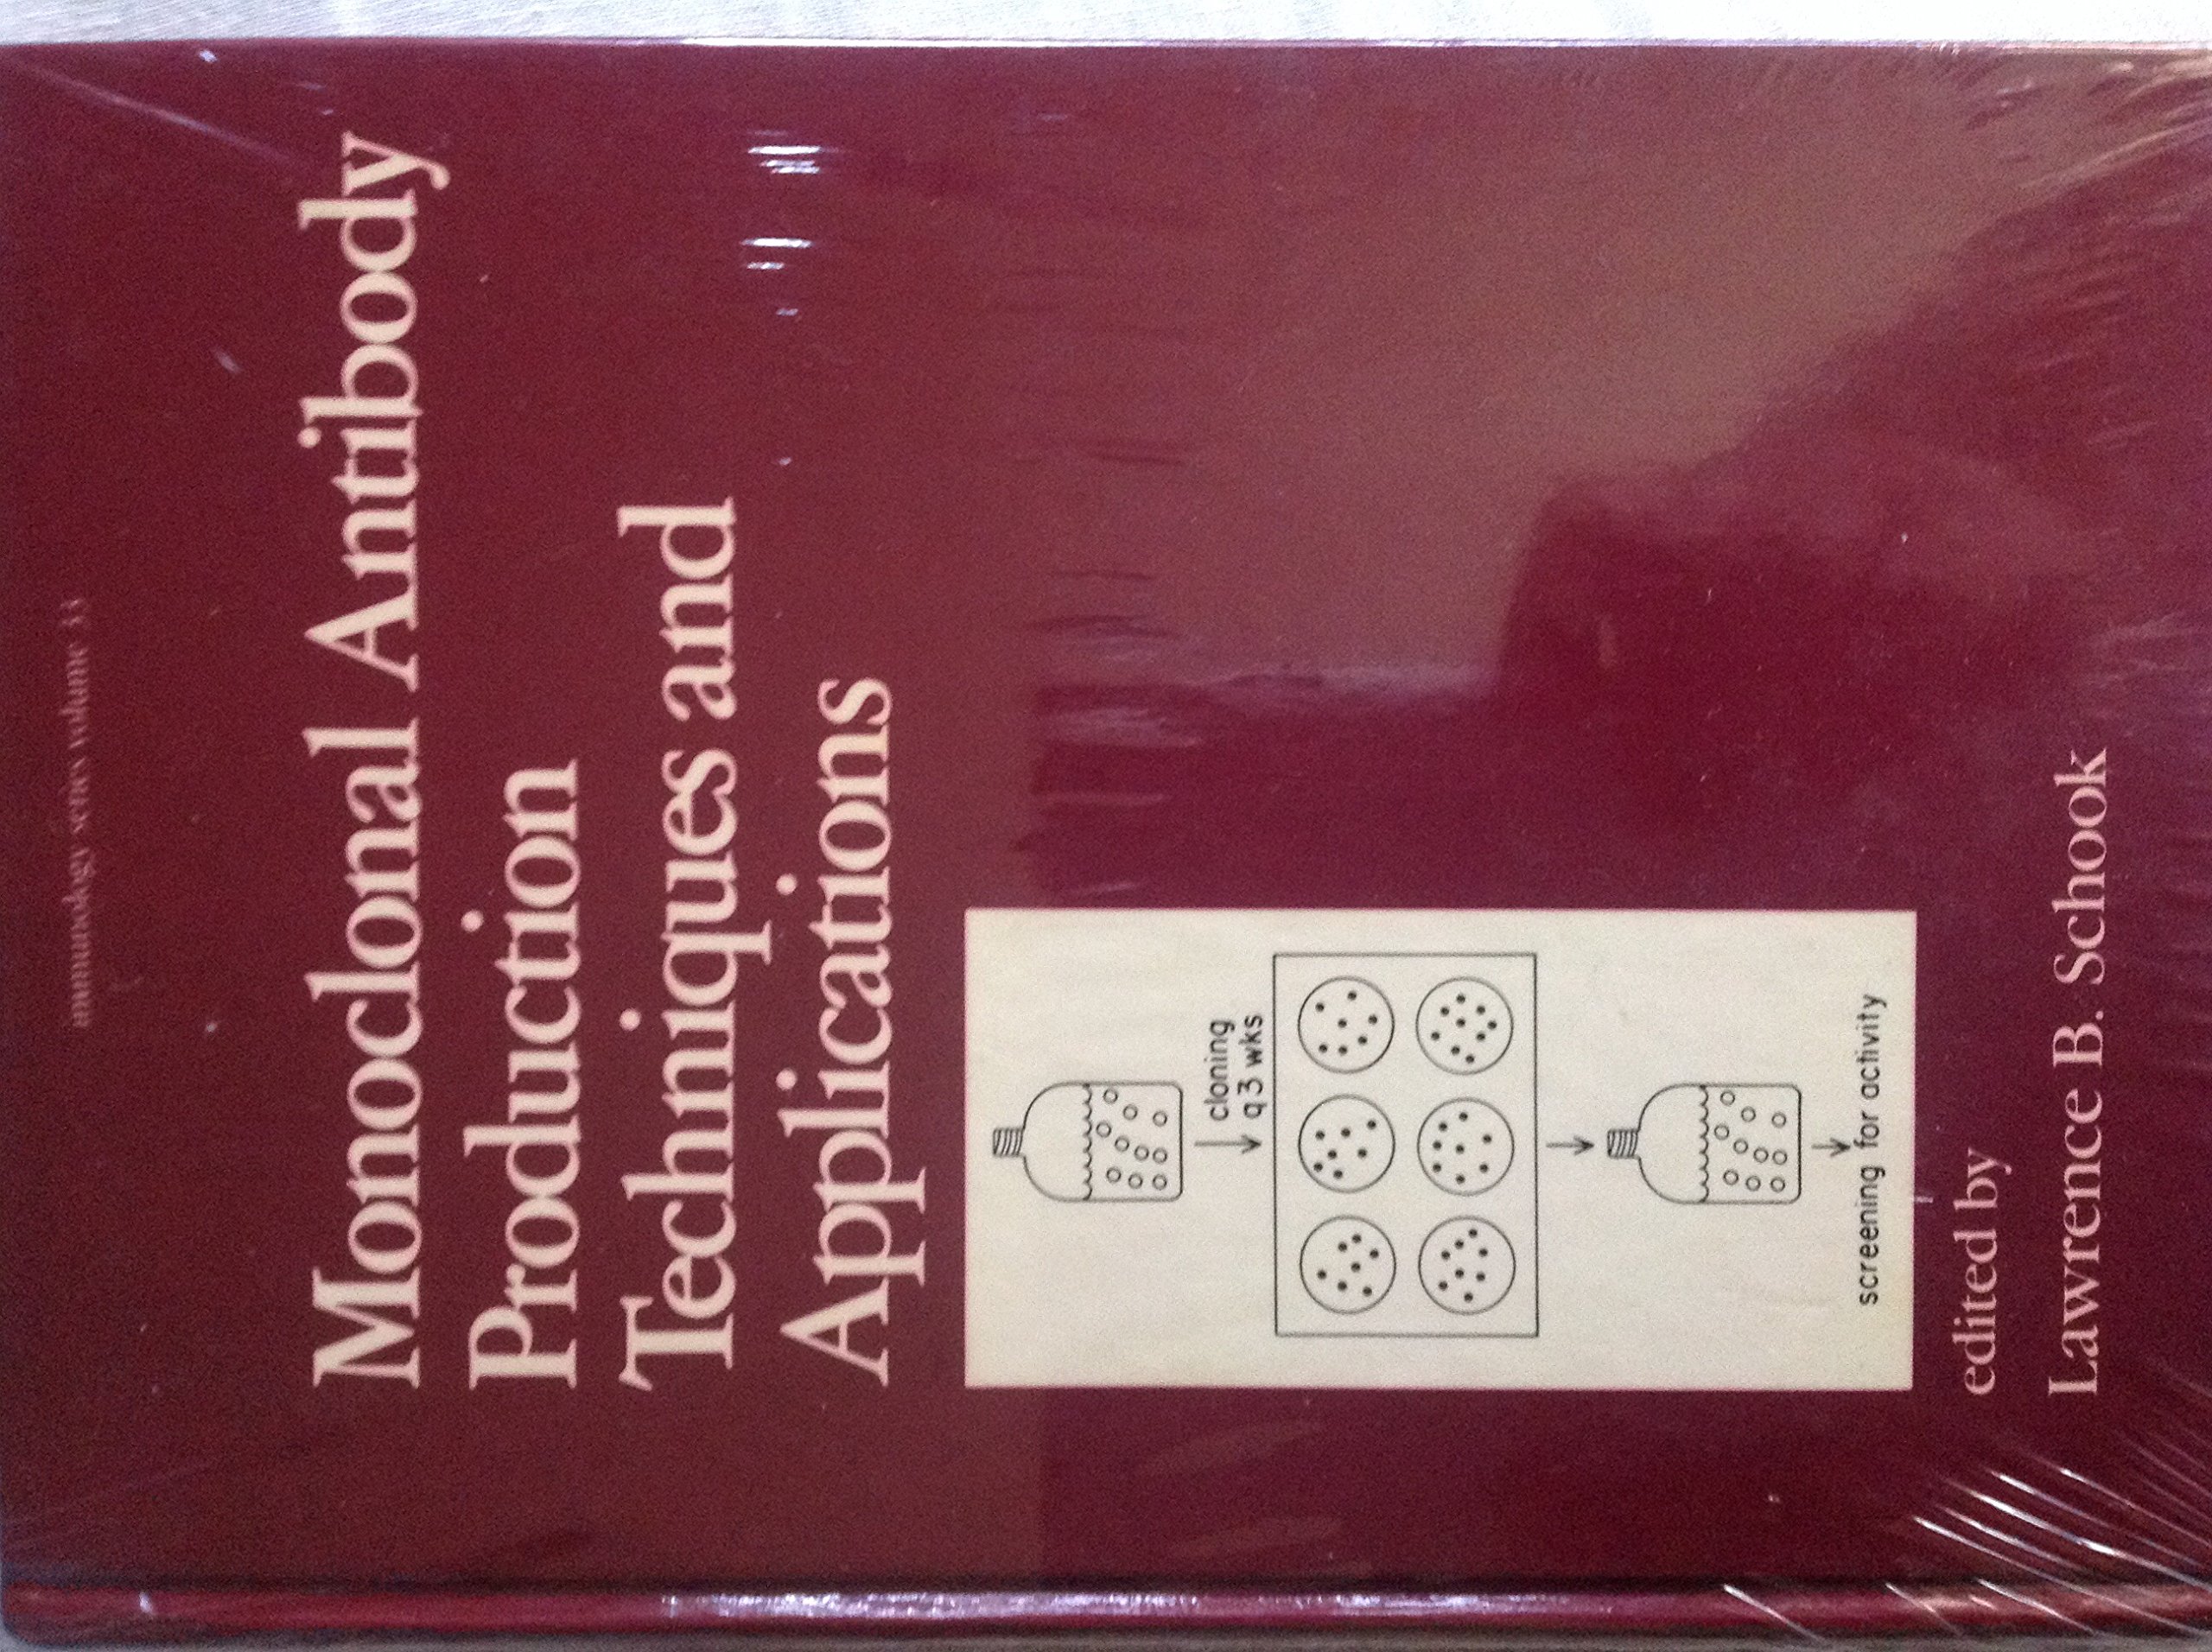 immunology series volume 33
Monoclonal Antibody
Production
Techniques and
Applications
cloning
q 3 wks
screening for activity
edited by
Lawrence B. Schook